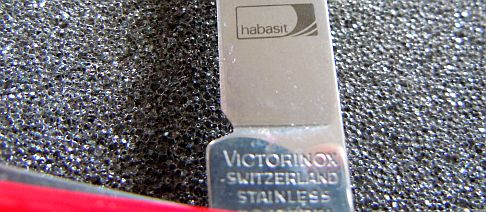 habasit
VICTORINOX
-SWITZERLAND
STAINLESS